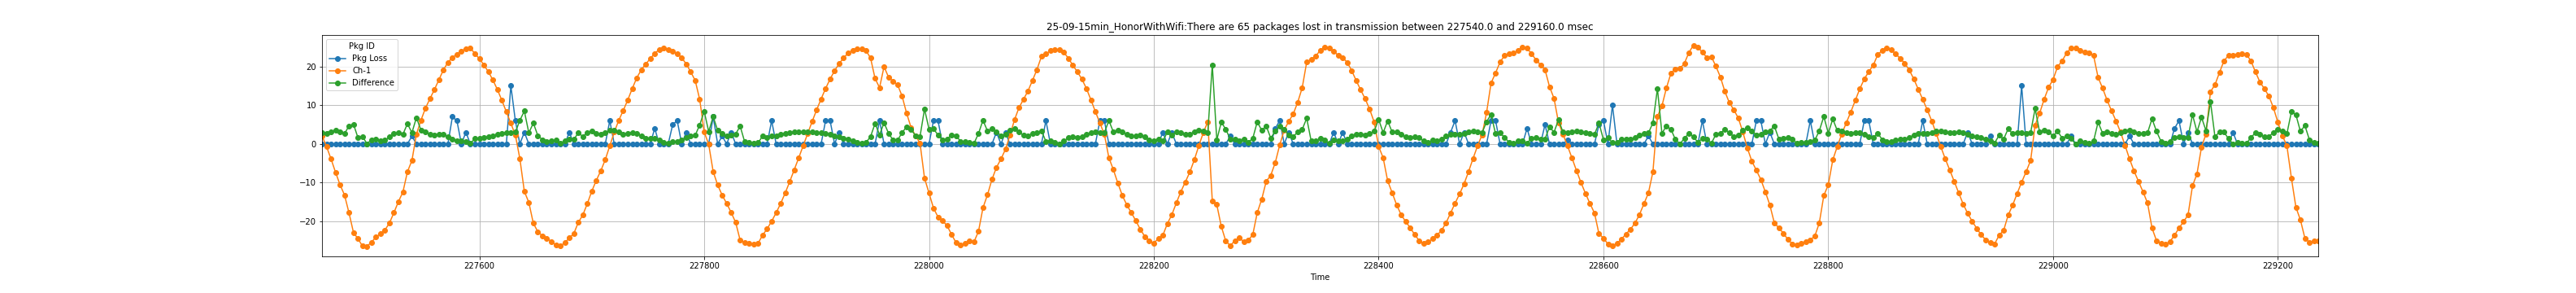 25-09-15min_HonorWithWifi:There are 65 packages lost in transmission between 227540.0 and 229160.0 msec
Pkg ID
Pkg Loss
Ch-1
Difference
20
10
0
−10
−20
227600 227800 228000 228200 228400 228600 228800 229000 229200
Time